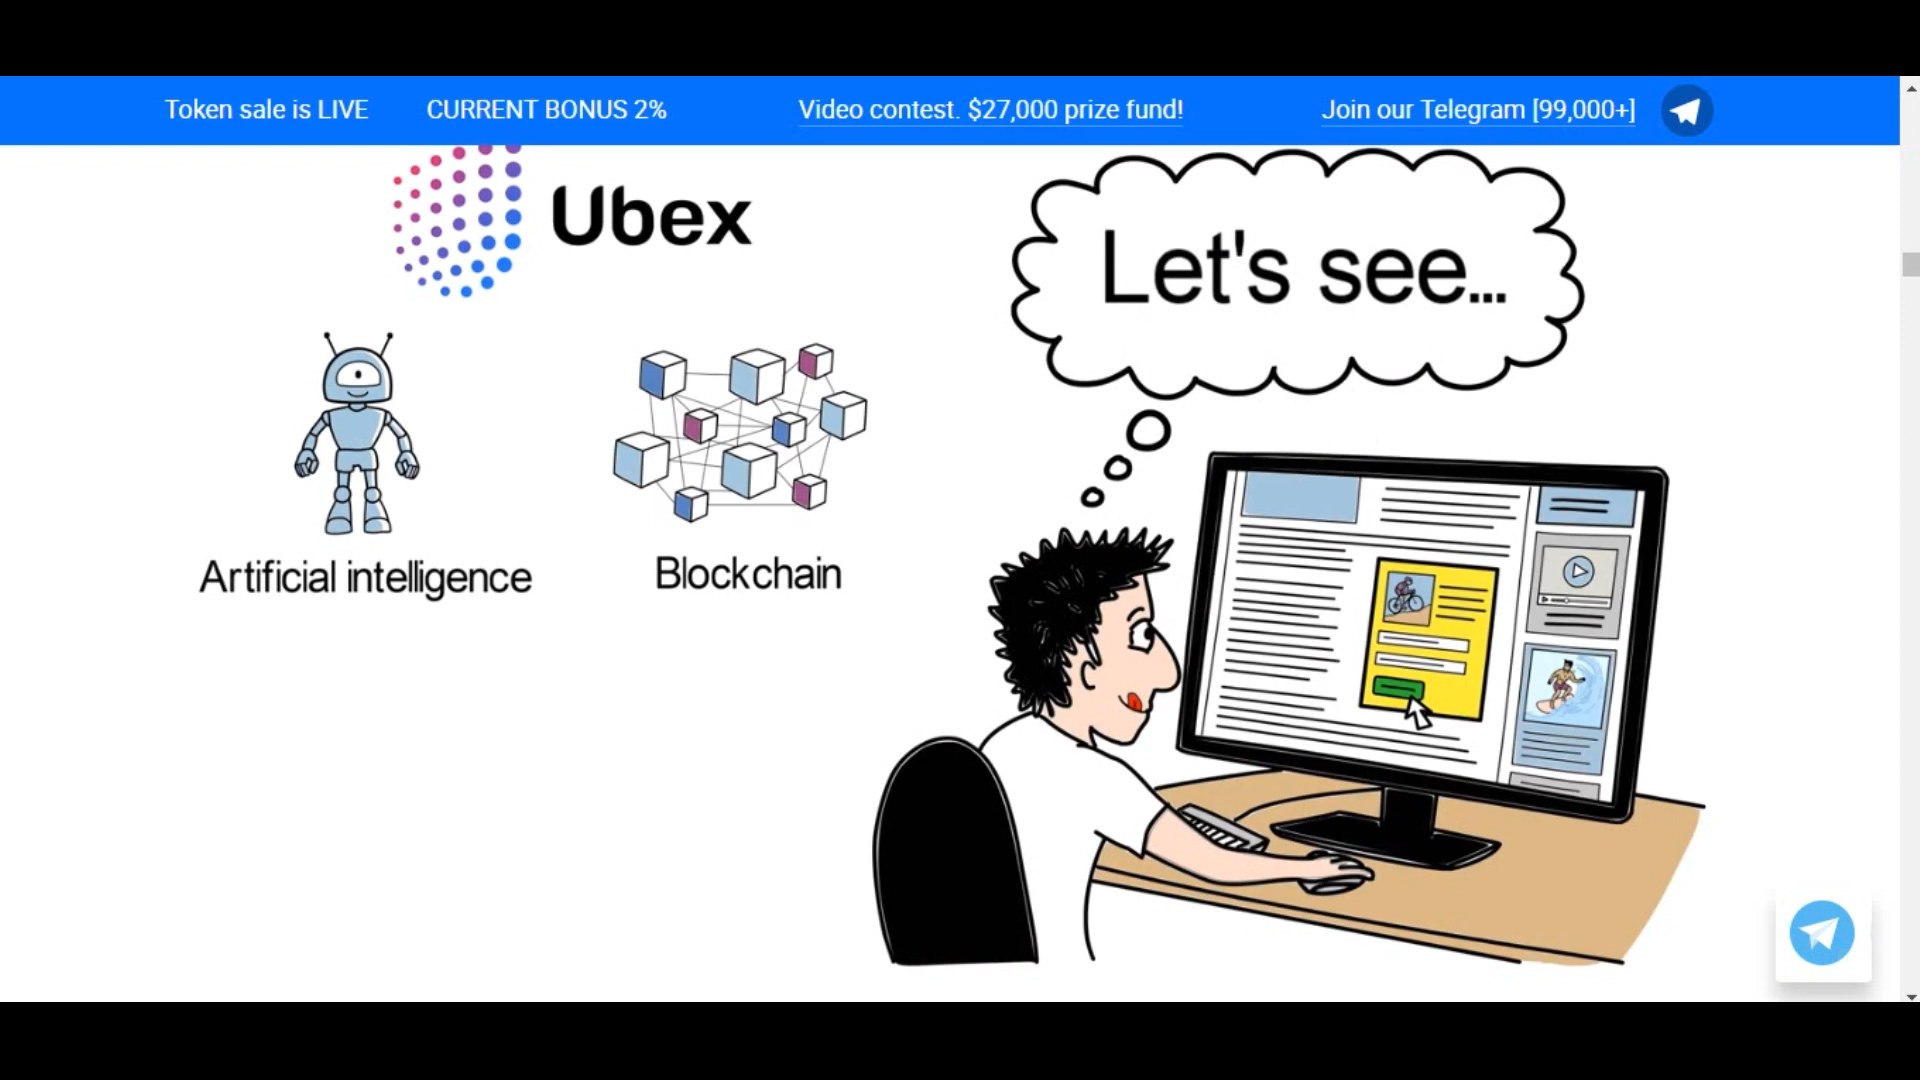 Token sale is LIVE
CURRENT BONUS 2%
Video contest. $27,000 prize fund!
Join our Telegram [99,000+]
Ubex
Let's see...
Artificial intelligence
Blockchain